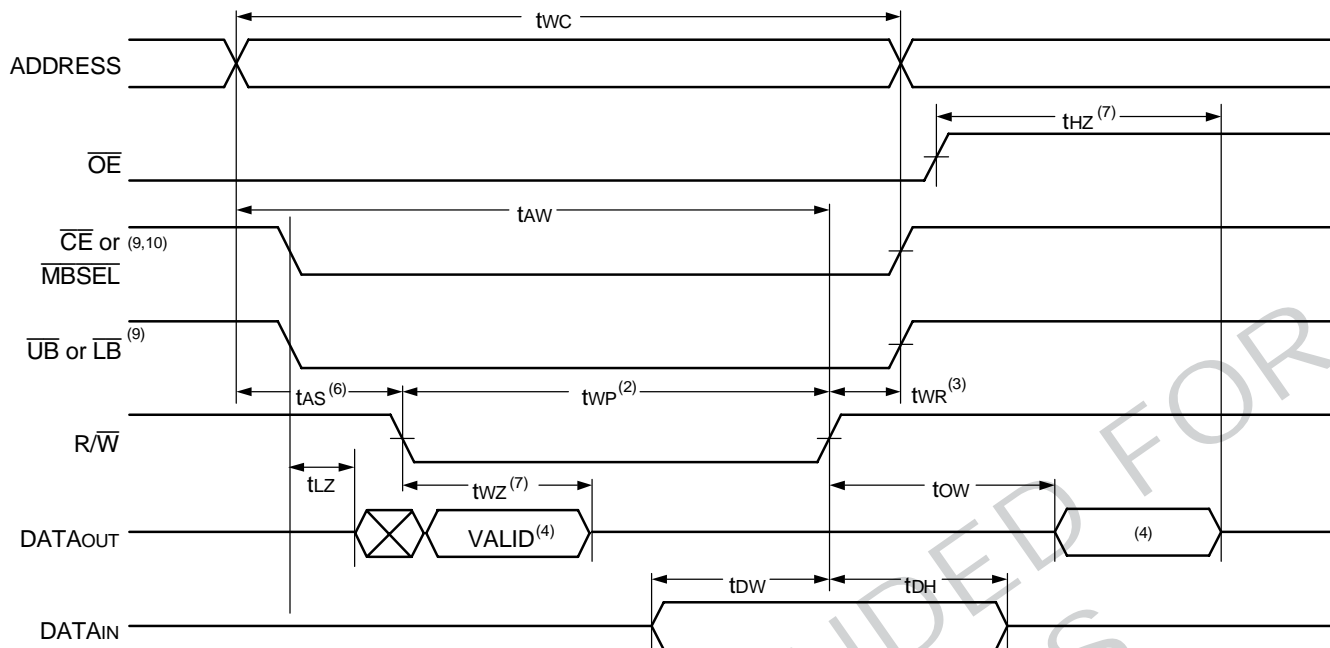 tWC
ADDRESS
tHZ (7)
OE
tAW
CE or (9,10)
MBSEL
UB or LB (9)
tAS (6)
tWP (2)
tWR (3)
R/W
tLZ
tWZ (7)
tOW
DATAOUT
VALID (4)
(4)
tDW
tDH
DATAIN
FOR